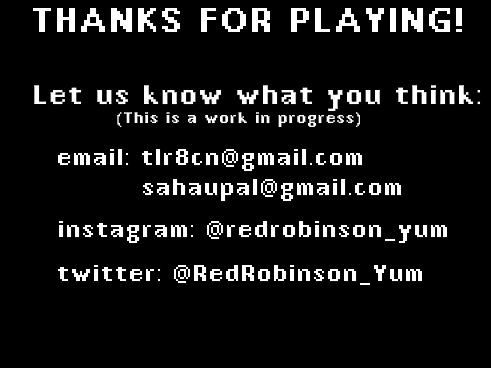 THANKS FOR PLAYING!
Let us know what you think:
(This is a work in progress)
email: tlr8cn@gmail.com
sahaupal@gmail.com
instagram: @redrobinson_yum
twitter: @RedRobinson_Yum